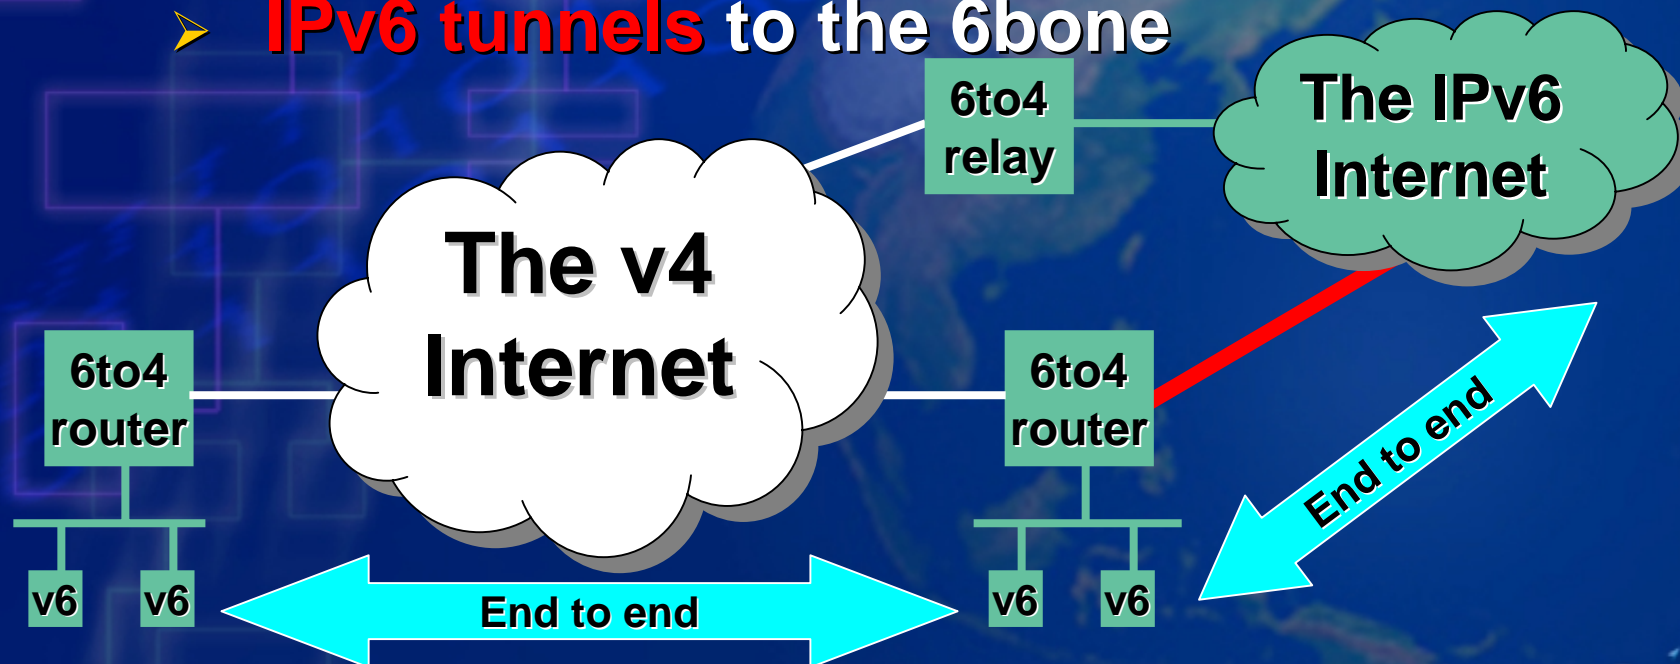 IPv6 tunnels to the 6bone
6to4
relay
The IPv6
Internet
The v4
Internet
6to4
router
6to4
router
End to end
v6
v6
End to end
v6
v6